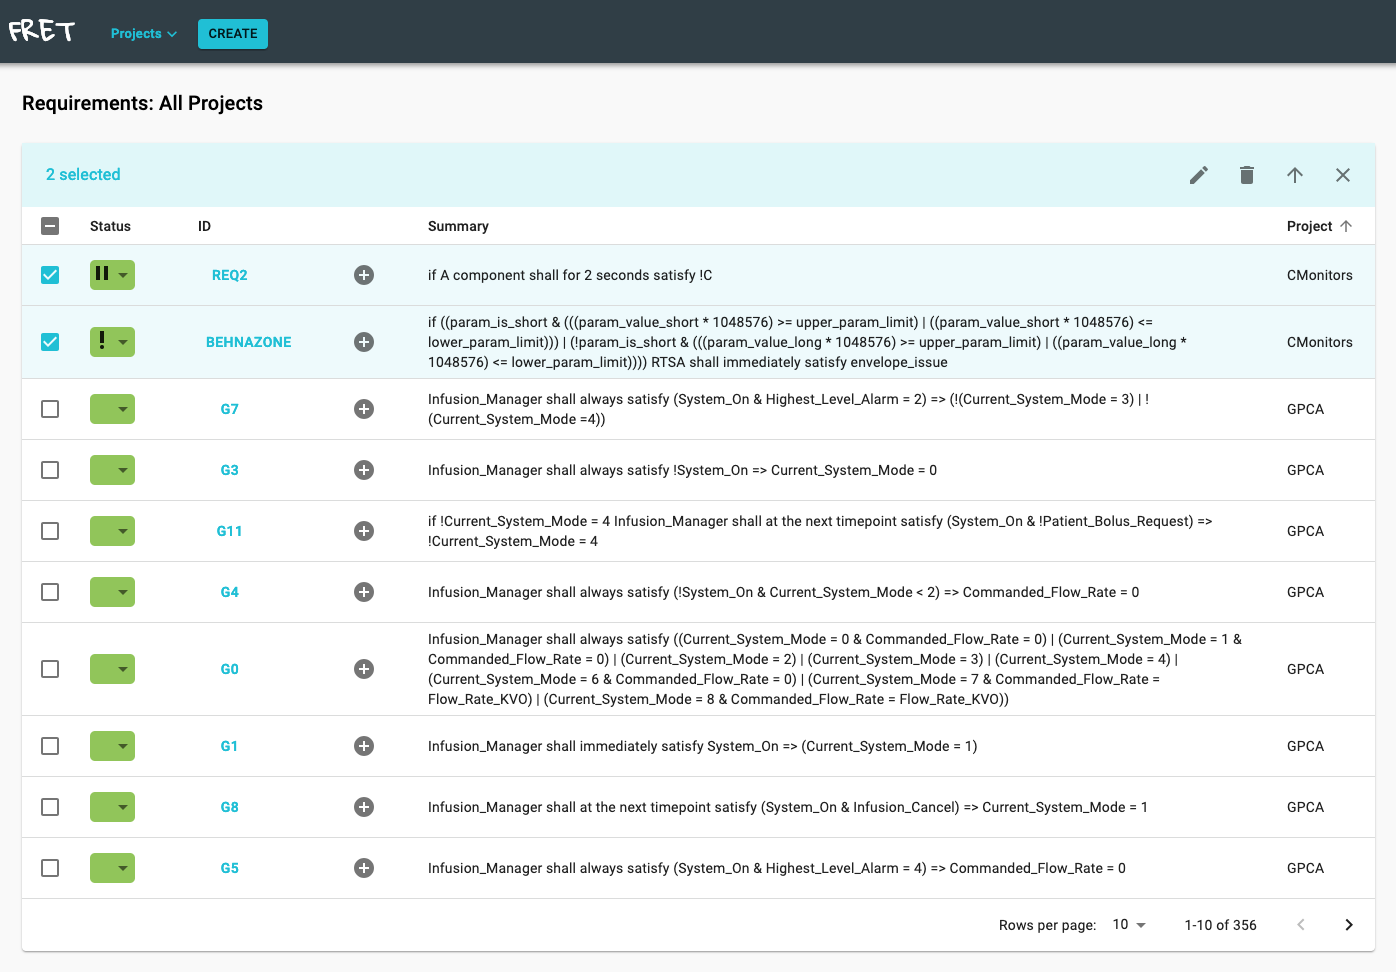 FRET
Projects
CREATE
Requirements: All Projects
2 selected
Status ID Summary Project
REQ2 if A component shall for 2 seconds satisfy !C CMonitors
if ((param_is_short & (((param_value_short * 1048576) >= upper_param_limit) | ((param_value_short * 1048576) <=
! BEHNAZONE lower_param_limit))) | (!param_is_short & (((param_value_long * 1048576) >= upper_param_limit) | ((param_value_long * CMonitors
1048576) <= lower_param_limit)))) RTSA shall immediately satisfy envelope_issue
G7 Infusion_Manager shall always satisfy (System_On & Highest_Level_Alarm = 2) => (!(Current_System_Mode = 3) | ! GPCA
(Current_System_Mode =4))
G3 Infusion_Manager shall always satisfy !System_On => Current_System_Mode = 0 GPCA
G11 if !Current_System_Mode = 4 Infusion_Manager shall at the next timepoint satisfy (System_On & !Patient_Bolus_Request) => GPCA
!Current_System_Mode = 4
G4 Infusion_Manager shall always satisfy (!System_On & Current_System_Mode < 2) => Commanded_Flow_Rate = 0 GPCA
Infusion_Manager shall always satisfy ((Current_System_Mode = 0 & Commanded_Flow_Rate = 0) | (Current_System_Mode = 1 &
G0 Commanded_Flow_Rate = 0) | (Current_System_Mode = 2) | (Current_System_Mode = 3) | (Current_System_Mode = 4) | GPCA
(Current_System_Mode = 6 & Commanded_Flow_Rate = 0) | (Current_System_Mode = 7 & Commanded_Flow_Rate =
Flow_Rate_KVO) | (Current_System_Mode = 8 & Commanded_Flow_Rate = Flow_Rate_KVO))
G1 Infusion_Manager shall immediately satisfy System_On => (Current_System_Mode = 1) GPCA
G8 Infusion_Manager shall at the next timepoint satisfy (System_On & Infusion_Cancel) => Current_System_Mode = 1 GPCA
G5 Infusion_Manager shall always satisfy (System_On & Highest_Level_Alarm = 4) => Commanded_Flow_Rate = 0 GPCA
Rows per page: 10 1-10 of 356